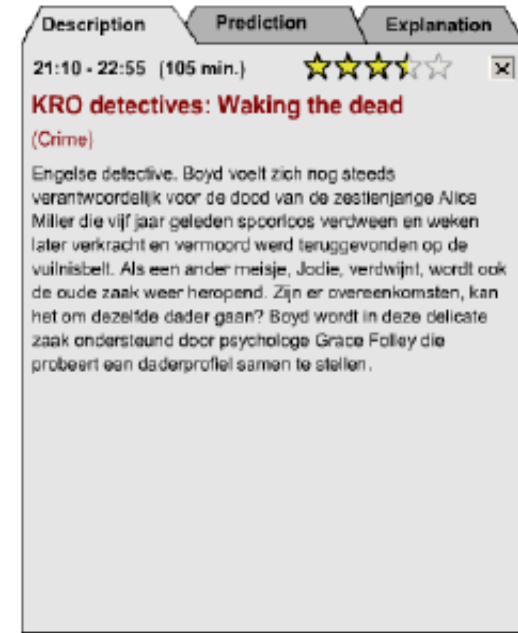 Description Prediction Explanation
21:10 - 22:55 (105 min.)
KRO detectives: Waking the dead
(Crime)
Engelse detective. Boyd voelt zich nog steeds
verantwoordelijk voor de dood van de zestienjarige Alice
Miller die vijf jaar geleden spoorloos verdween en weken
later verkracht en vermoord werd teruggevonden op de
vuilnisbelt. Als een ander meisje, Jodie, verdwijnt, wordt ook
de oude zaak weer heropend. Zijn er overeenkomsten, kan
het om dezelfde dader gaan? Boyd wordt in deze delicate
zaak ondersteund door psychologe Grace Folley die
probeert een daderprofiel samen te stellen.